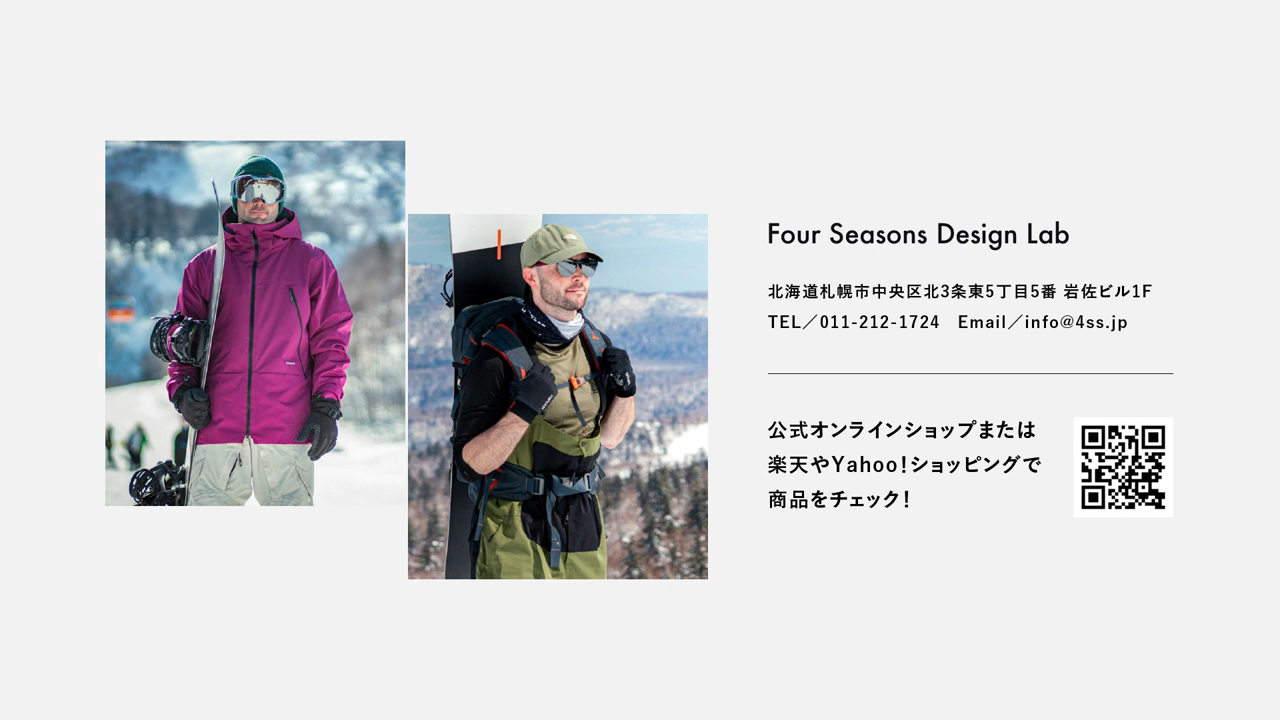 Four Seasons Design Lab
北海道札幌市中央区北3条東5丁目5番 岩佐ビル1F
TEL／011-212-1724　Email／info@4ss.jp
公式オンラインショップまたは
楽天やYahoo!ショッピングで
商品をチェック!